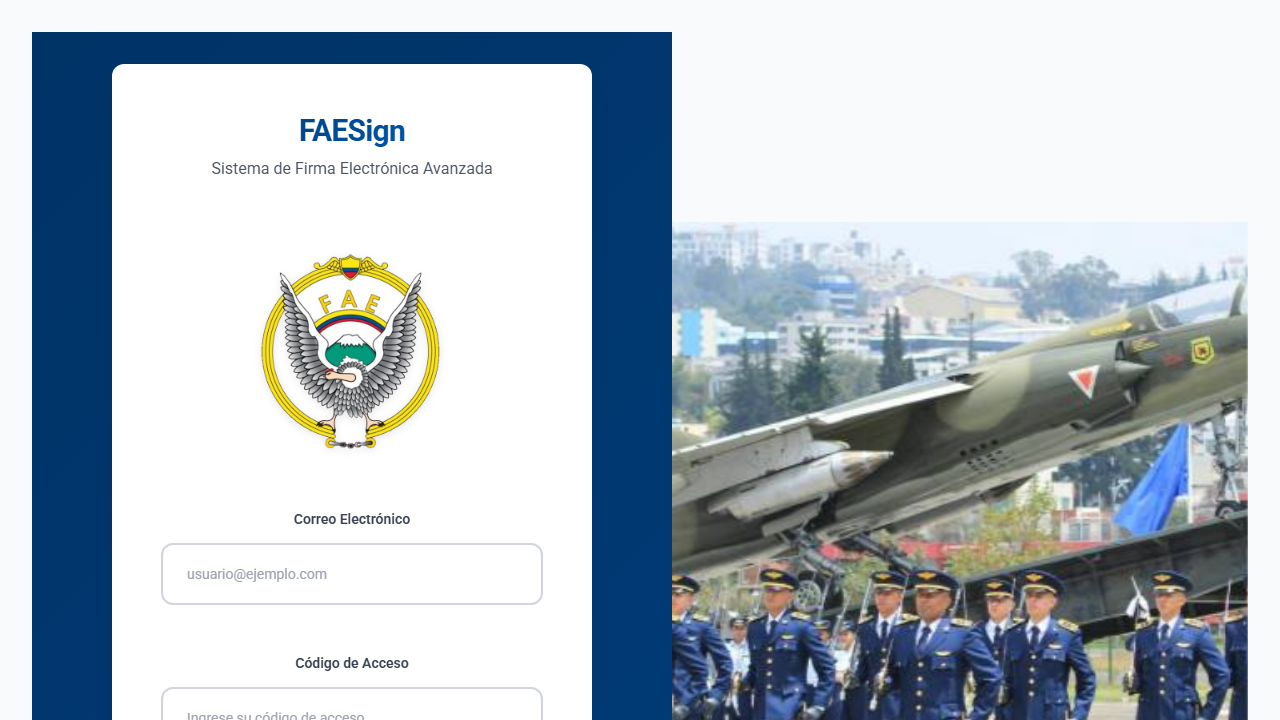 FAESign
Sistema de Firma Electrónica Avanzada
FAE
Correo Electrónico
usuario@ejemplo.com
Código de Acceso
Ingrese su código de acceso